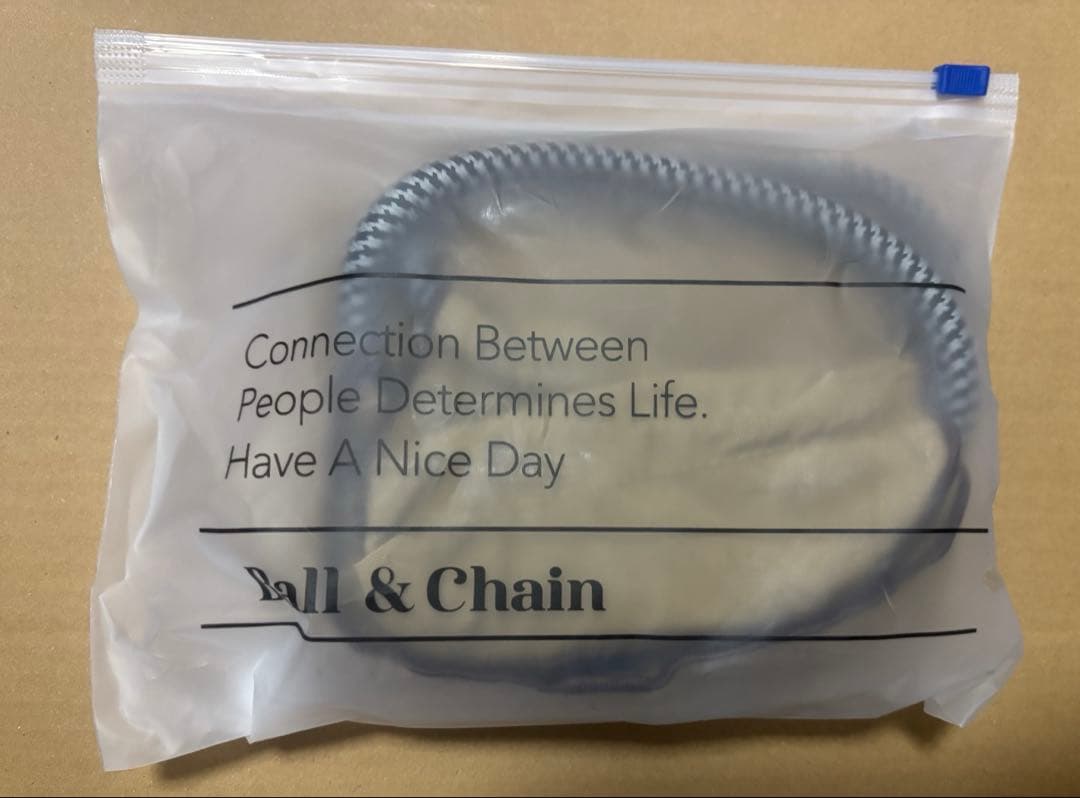 Connection Between
People Determines Life.
Have A Nice Day
Ball & Chain